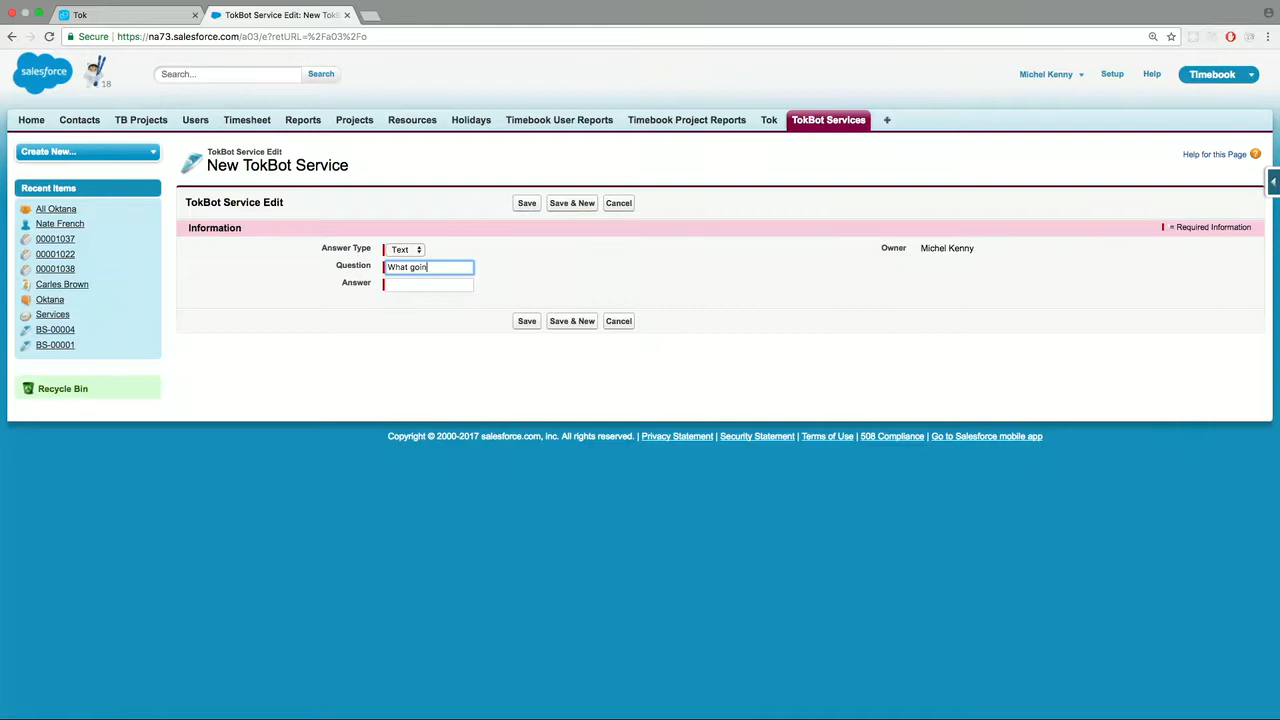 Tok
TokBot Service Edit: New TokB
Secure https://na73.salesforce.com/a03/e?retURL=%2Fa03%2Fo
salesforce
18
Search...
Search
Michel Kenny
Setup
Help
Timebook
Home Contacts TB Projects Users Timesheet Reports Projects Resources Holidays Timebook User Reports Timebook Project Reports Tok TokBot Services +
Create New...
TokBot Service Edit
New TokBot Service
Help for this Page ?
Recent Items
All Oktana
Nate French
00001037
00001022
00001038
Carles Brown
Oktana
Services
BS-00004
BS-00001
Recycle Bin
TokBot Service Edit
Save Save & New Cancel
Information
= Required Information
Answer Type Text
Owner Michel Kenny
Question What goin
Answer
Save Save & New Cancel
Copyright © 2000-2017 salesforce.com, inc. All rights reserved. | Privacy Statement | Security Statement | Terms of Use | 508 Compliance | Go to Salesforce mobile app